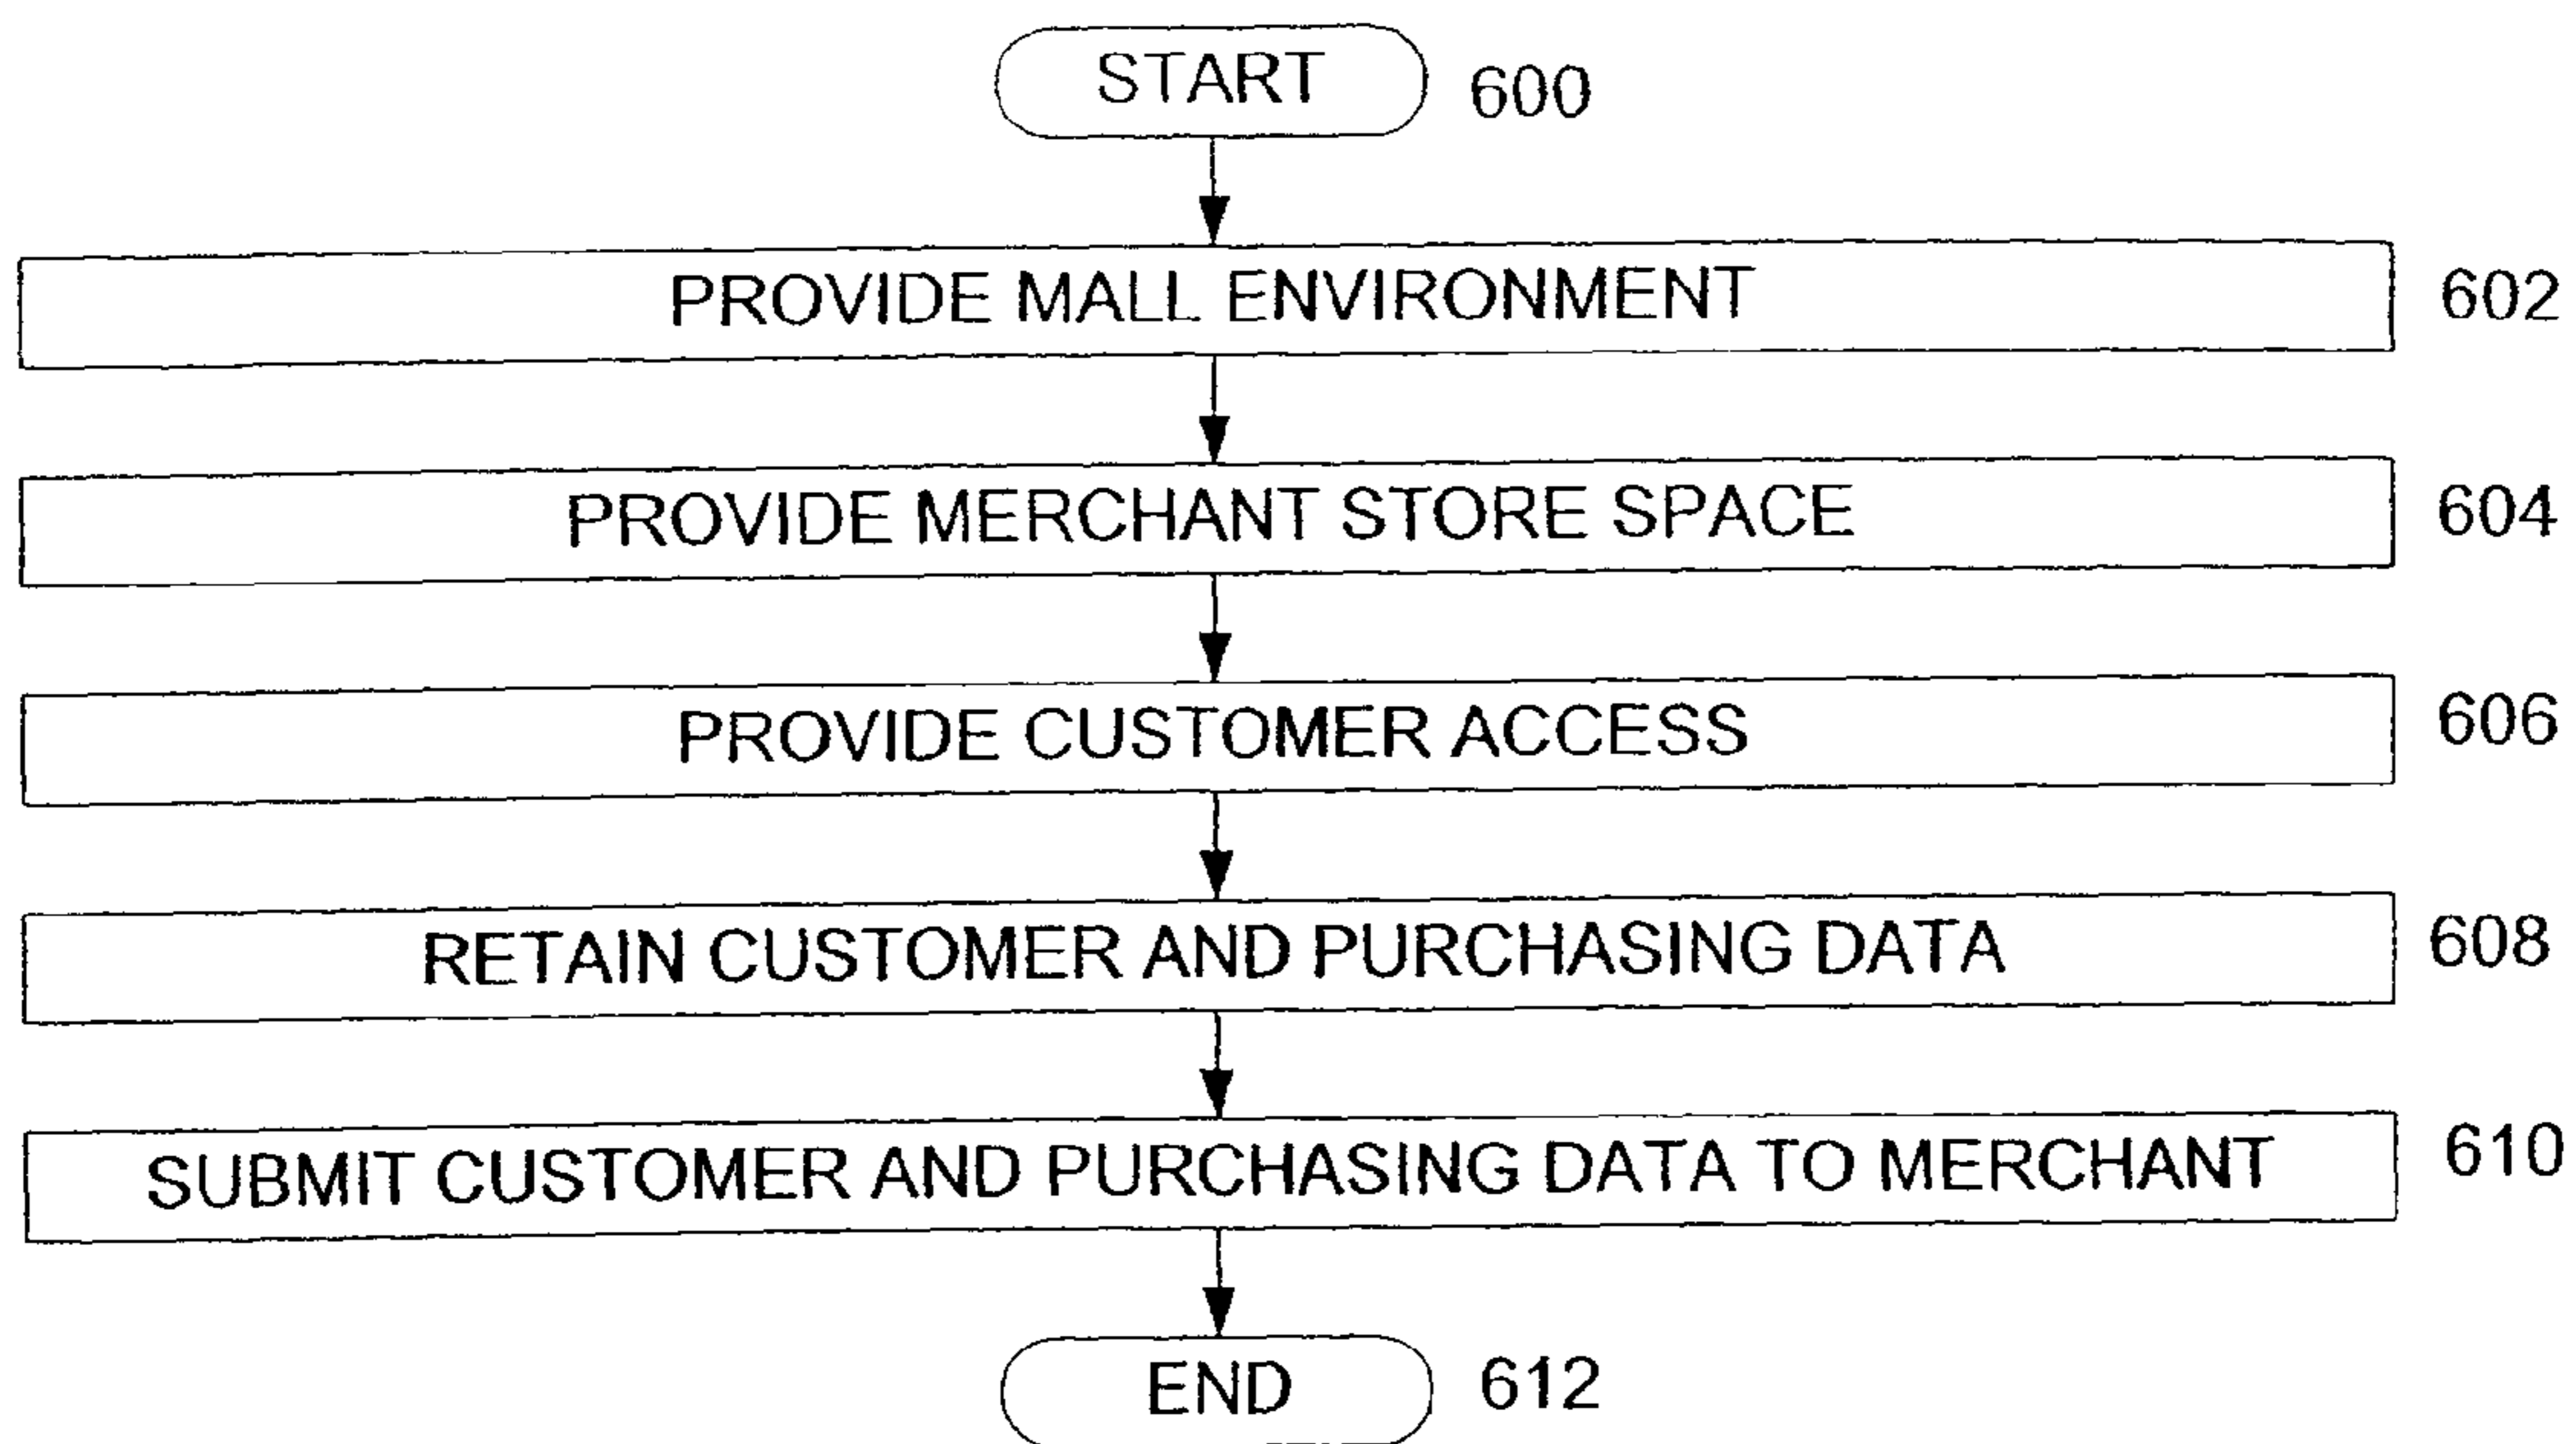 START 600
PROVIDE MALL ENVIRONMENT 602
PROVIDE MERCHANT STORE SPACE 604
PROVIDE CUSTOMER ACCESS 606
RETAIN CUSTOMER AND PURCHASING DATA 608
SUBMIT CUSTOMER AND PURCHASING DATA TO MERCHANT 610
END 612